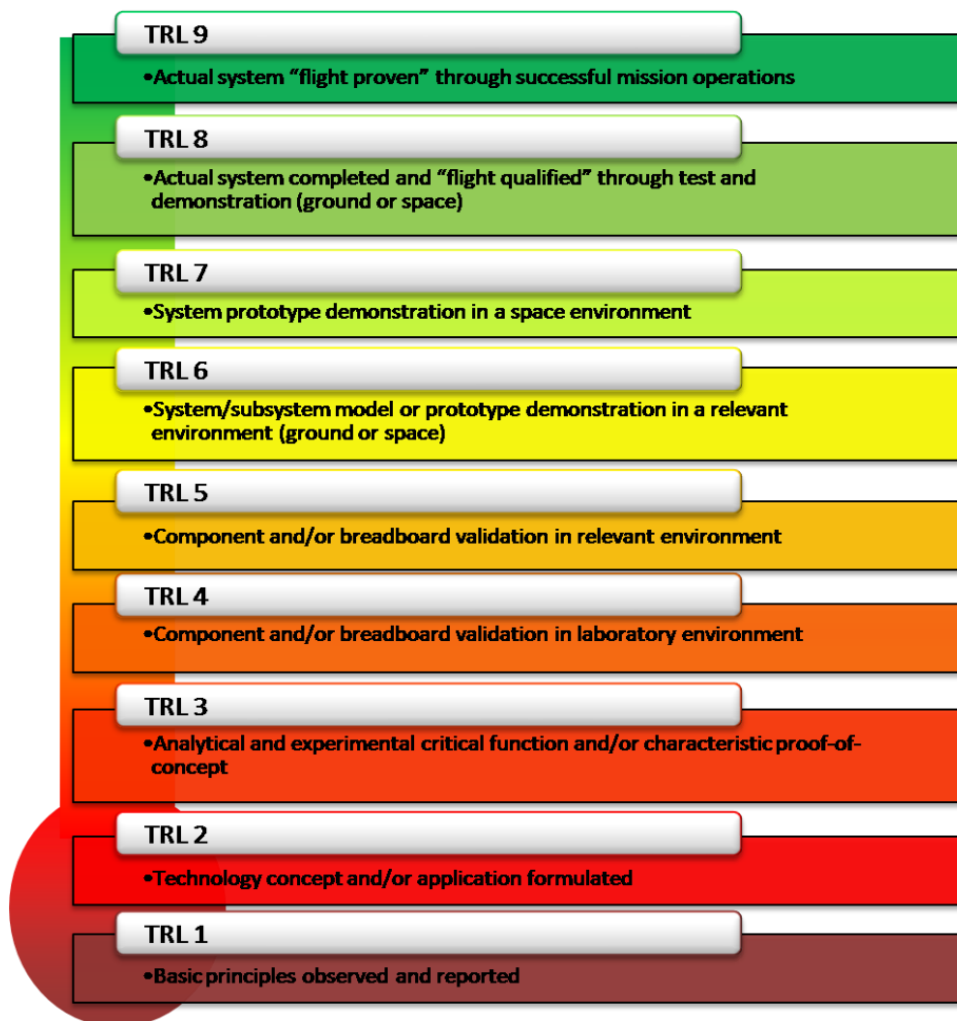 TRL 9
•Actual system “flight proven” through successful mission operations
TRL 8
•Actual system completed and “flight qualified” through test and
demonstration (ground or space)
TRL 7
•System prototype demonstration in a space environment
TRL 6
•System/subsystem model or prototype demonstration in a relevant
environment (ground or space)
TRL 5
•Component and/or breadboard validation in relevant environment
TRL 4
•Component and/or breadboard validation in laboratory environment
TRL 3
•Analytical and experimental critical function and/or characteristic proof-of-
concept
TRL 2
•Technology concept and/or application formulated
TRL 1
•Basic principles observed and reported